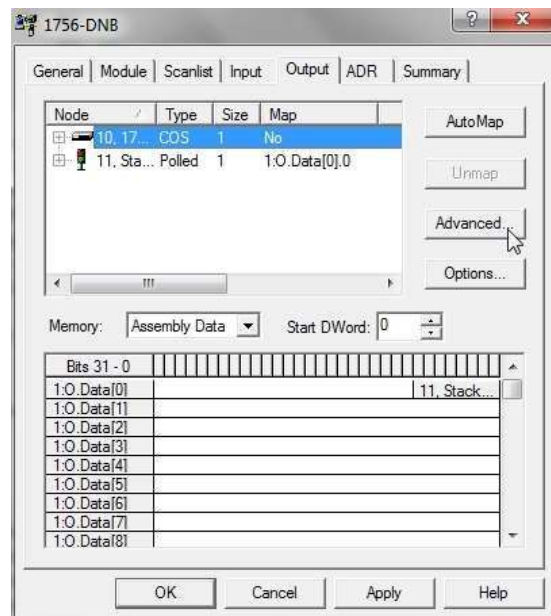 1756-DNB
General Module Scanlist Input Output ADR Summary
Node Type Size Map
10, 17... COS 1 No
11, Sta... Polled 1 1:O.Data[0].0
AutoMap
Unmap
Advanced...
Options...
Memory: Assembly Data Start DWord: 0
Bits 31 - 0
1:O.Data[0] 11, Stack...
1:O.Data[1]
1:O.Data[2]
1:O.Data[3]
1:O.Data[4]
1:O.Data[5]
1:O.Data[6]
1:O.Data[7]
1:O.Data[8]
OK Cancel Apply Help